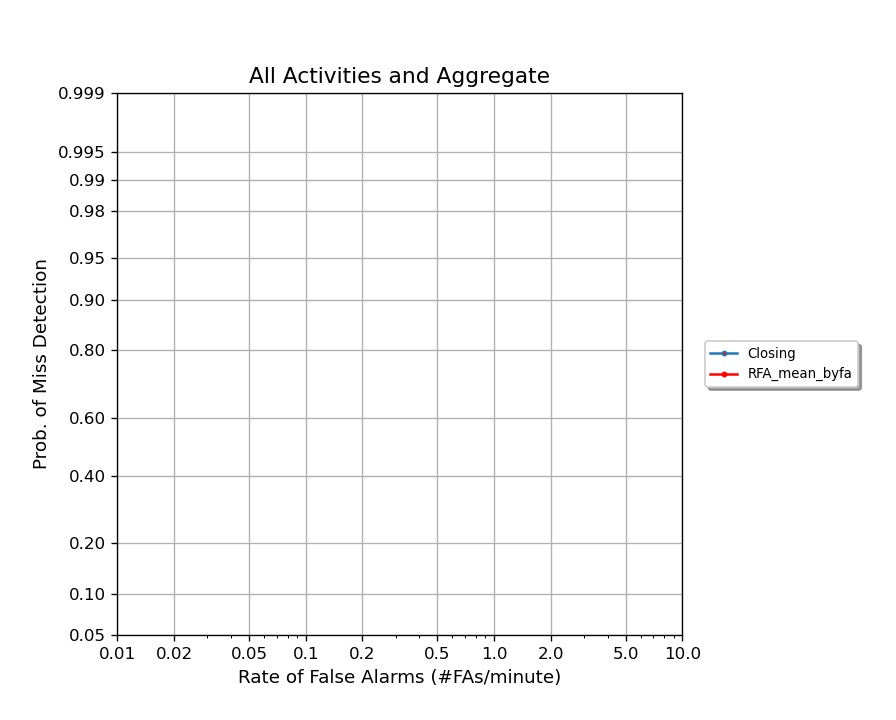 All Activities and Aggregate
0.999
0.995
0.99
0.98
0.95
0.90
0.80
0.60
0.40
0.20
0.10
0.05
Prob. of Miss Detection
0.01 0.02 0.05 0.1 0.2 0.5 1.0 2.0 5.0 10.0
Rate of False Alarms (#FAs/minute)
Closing
RFA_mean_byfa